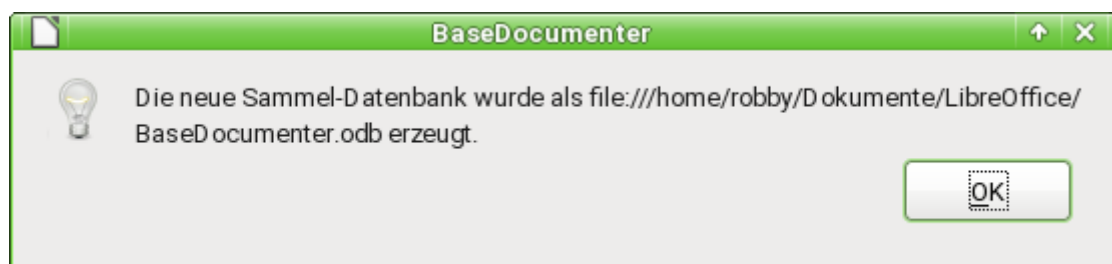 BaseDocumenter
Die neue Sammel-Datenbank wurde als file:///home/robby/Dokumente/LibreOffice/
BaseDocumenter.odb erzeugt.
OK